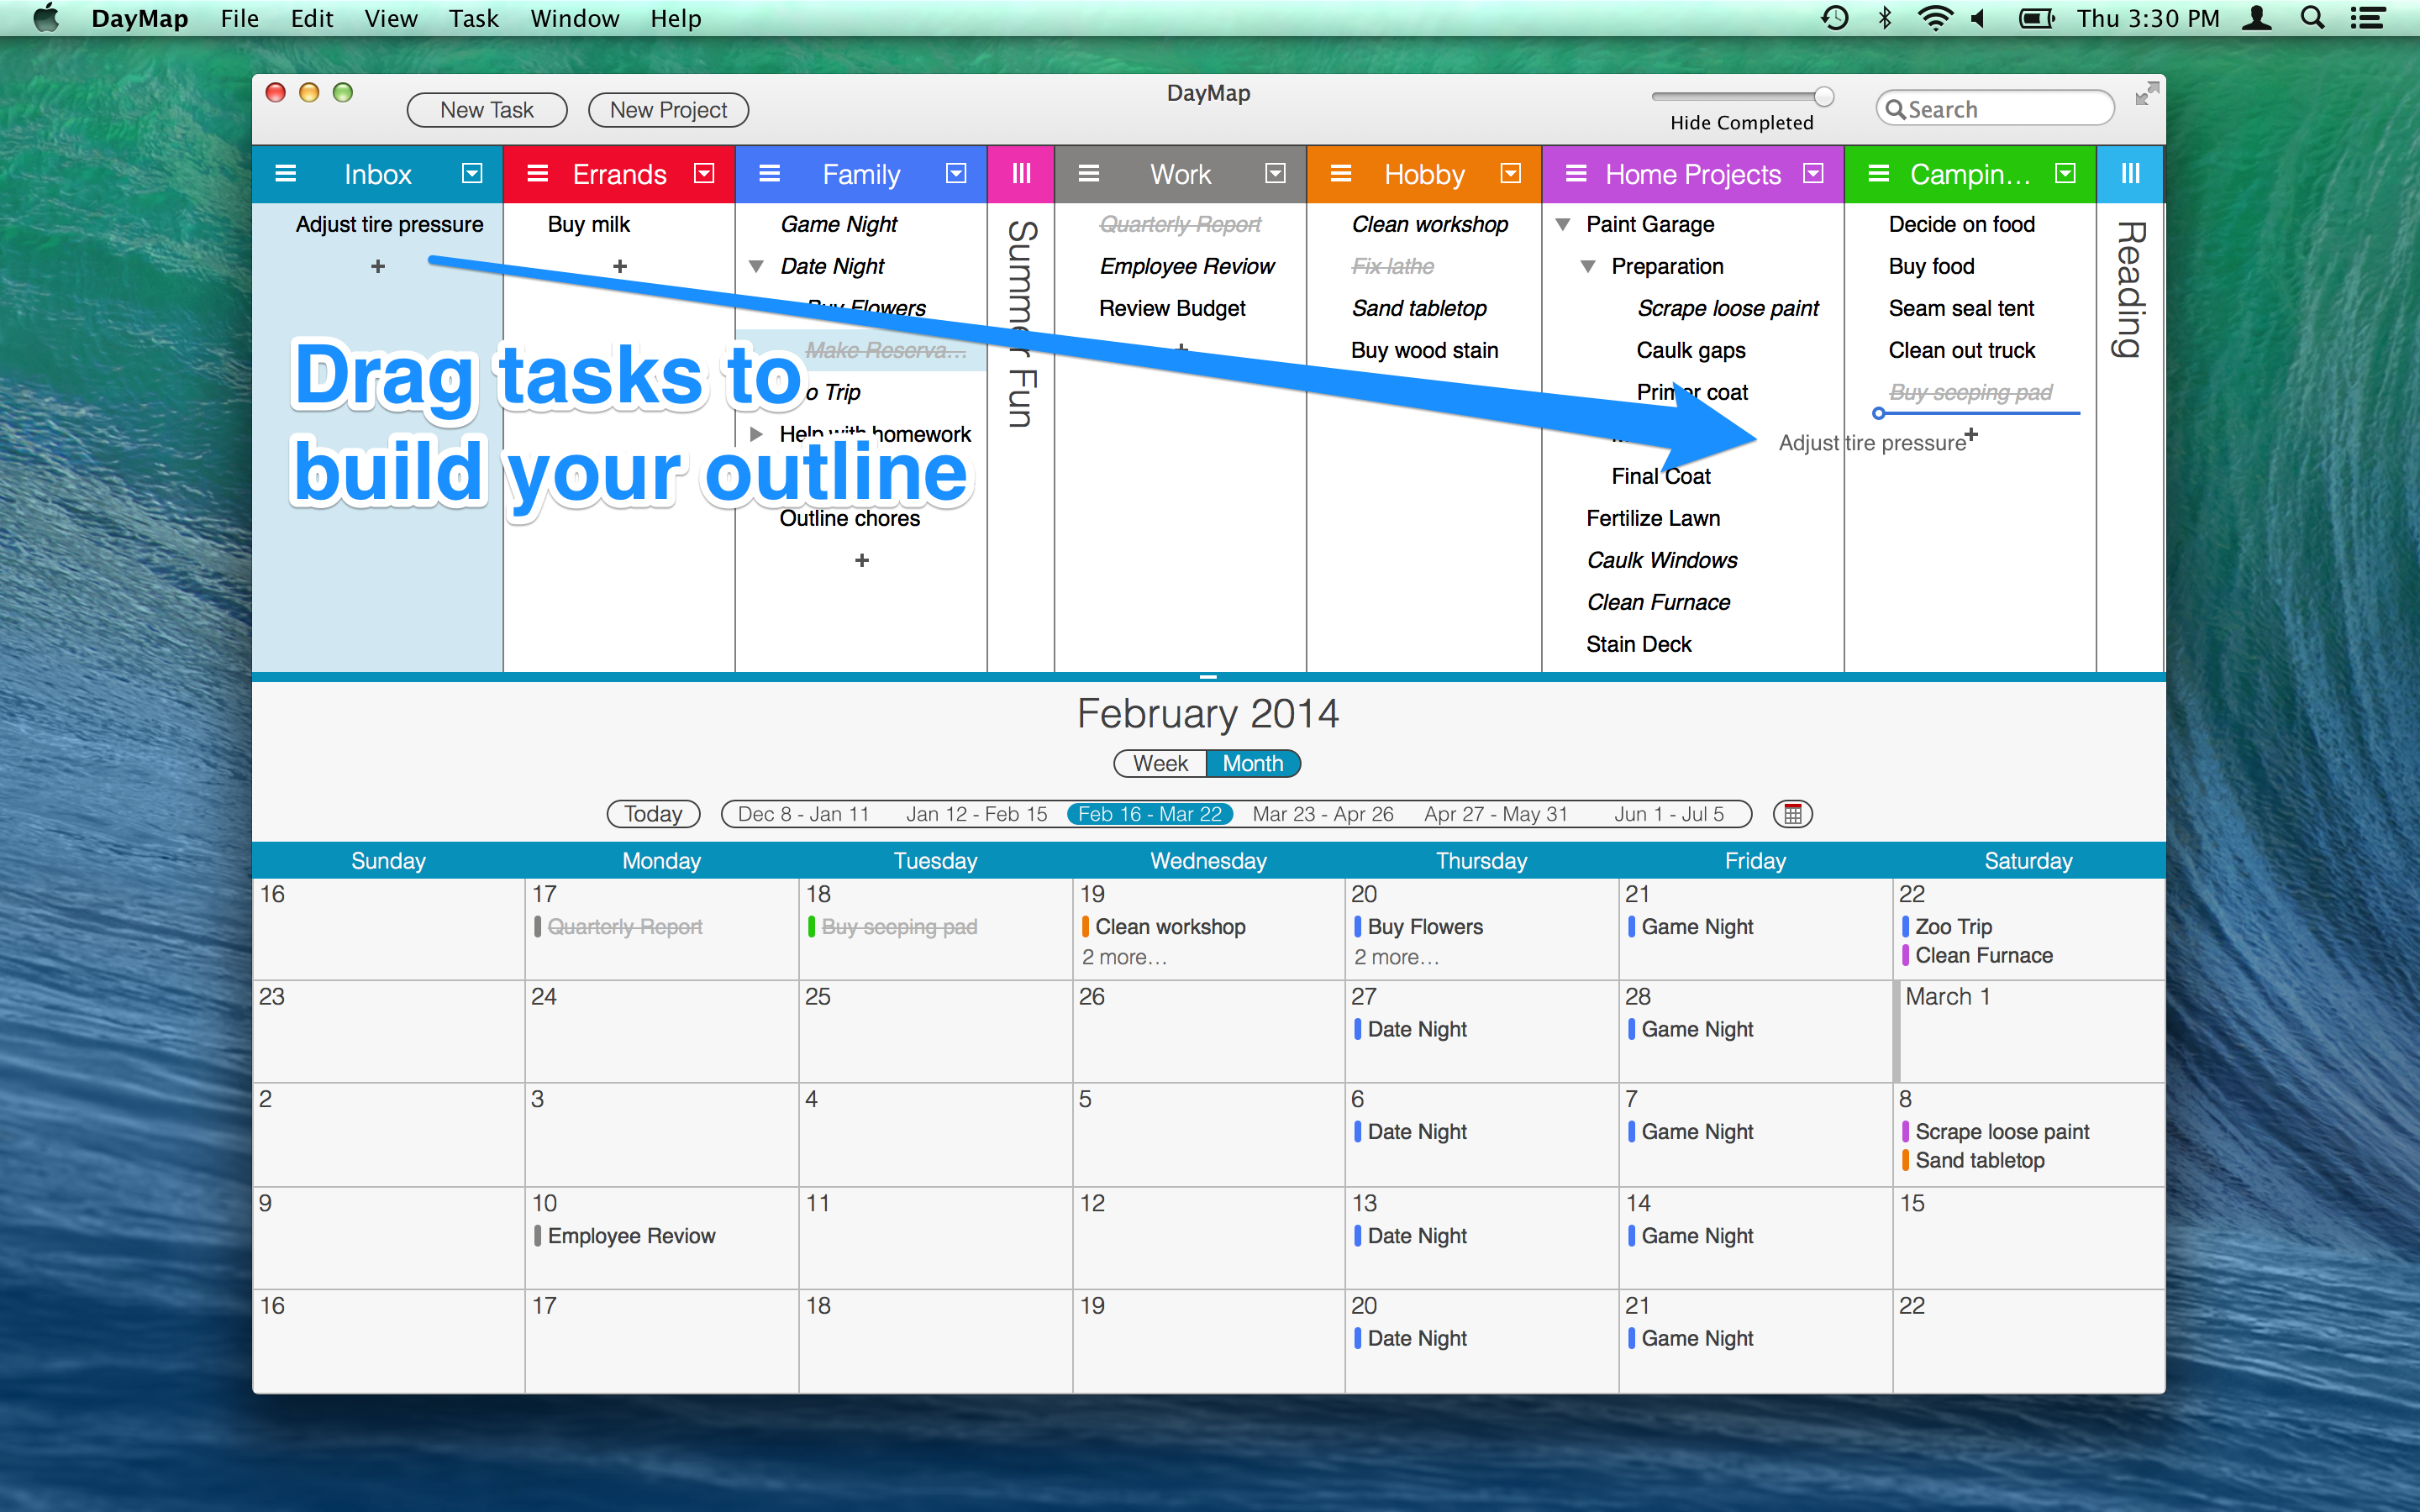 DayMap File Edit View Task Window Help Thu 3:30 PM
DayMap
New Task New Project Hide Completed Search
Inbox Errands Family Work Hobby Home Projects Campin...
Adjust tire pressure
+
Buy milk
+
Game Night
Date Night
Buy Flowers
Make Reserva...
o Trip
Help with homework
Outline chores
+
Summer Fun
Quarterly Report
Employee Review
Review Budget
Clean workshop
Fix lathe
Sand tabletop
Buy wood stain
Paint Garage
Preparation
Scrape loose paint
Caulk gaps
Primer coat
Final Coat
Fertilize Lawn
Caulk Windows
Clean Furnace
Stain Deck
Decide on food
Buy food
Seam seal tent
Clean out truck
Buy seeping pad
+
Adjust tire pressure
Reading
Drag tasks to
build your outline
February 2014
Week Month
Today Dec 8 - Jan 11 Jan 12 - Feb 15 Feb 16 - Mar 22 Mar 23 - Apr 26 Apr 27 - May 31 Jun 1 - Jul 5
Sunday Monday Tuesday Wednesday Thursday Friday Saturday
16 17 18 19 20 21 22
Quarterly Report Buy seeping pad Clean workshop Buy Flowers Game Night Zoo Trip
2 more... 2 more... Clean Furnace
23 24 25 26 27 28 March 1
Date Night Game Night
2 3 4 5 6 7 8
Date Night Game Night Scrape loose paint
Sand tabletop
9 10 11 12 13 14 15
Employee Reviow Date Night Game Night
16 17 18 19 20 21 22
Date Night Game Night